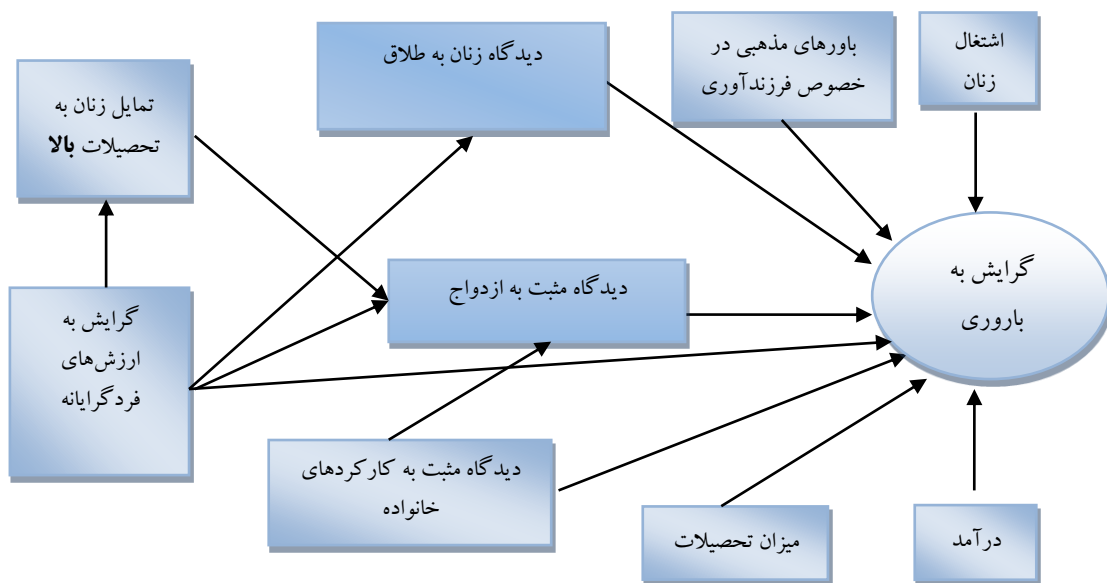 اشتغال
زنان
باورهای مذهبی در
خصوص فرزندآوری
دیدگاه زنان به طلاق
تمایل زنان به
تحصیلات بالا
گرایش به
باروری
دیدگاه مثبت به ازدواج
گرایش به
ارزش‌های
فردگرایانه
دیدگاه مثبت به کارکردهای
خانواده
میزان تحصیلات
درآمد